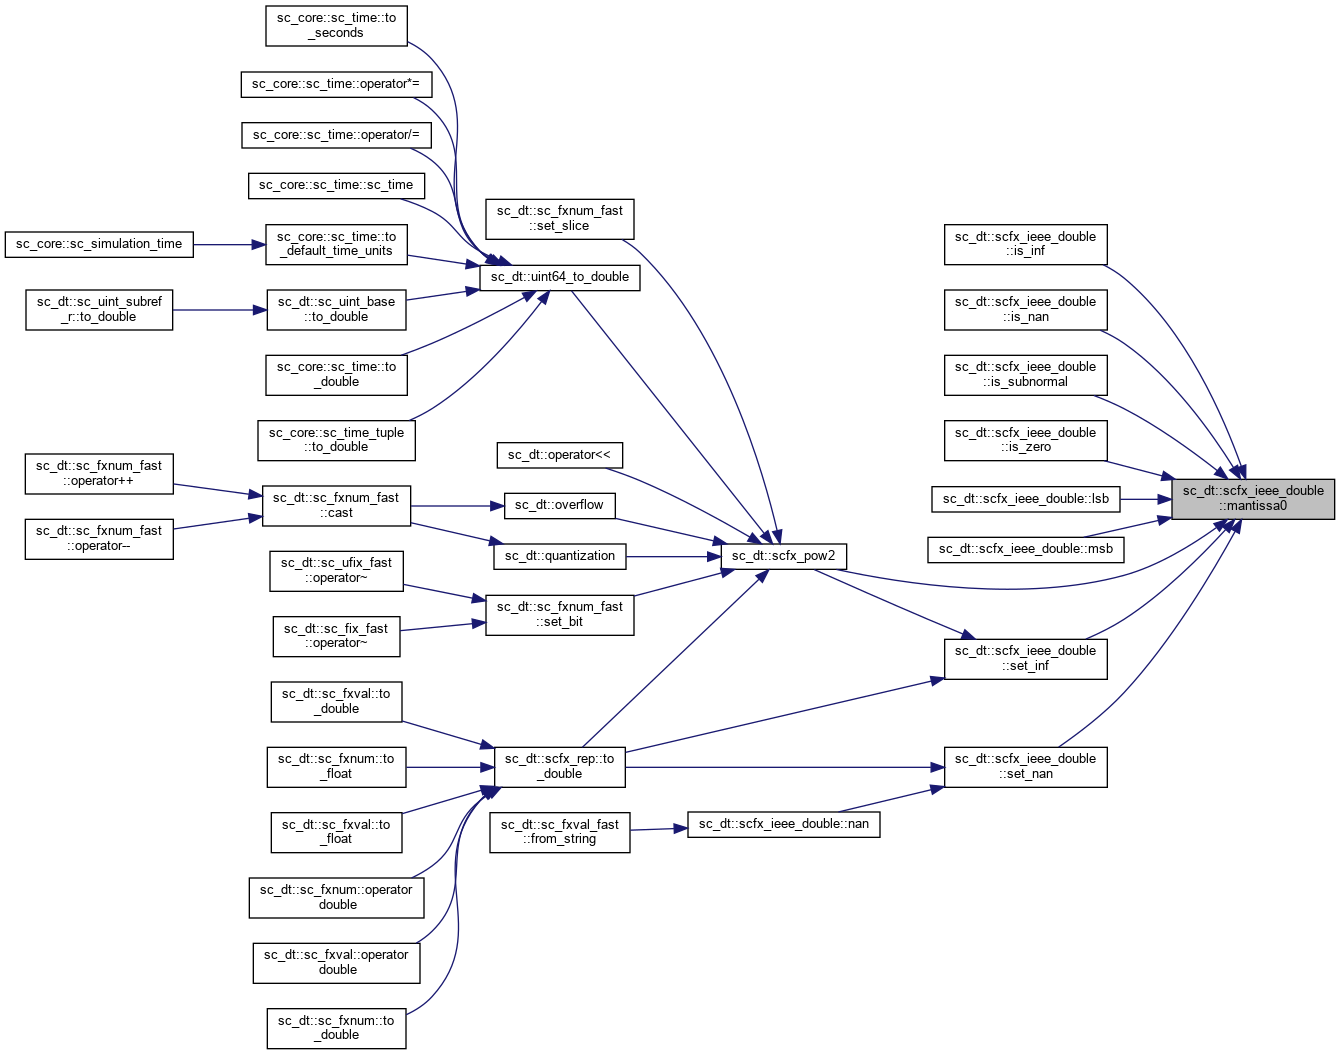 sc_core::sc_time::to
_seconds
sc_core::sc_time::operator*=
sc_core::sc_time::operator/=
sc_core::sc_time::sc_time
sc_core::sc_simulation_time
sc_core::sc_time::to
_default_time_units
sc_dt::sc_uint_subref
_r::to_double
sc_dt::sc_uint_base
::to_double
sc_core::sc_time::to
_double
sc_core::sc_time_tuple
::to_double
sc_dt::sc_fxnum_fast
::operator++
sc_dt::sc_fxnum_fast
::operator--
sc_dt::sc_fxnum_fast
::cast
sc_dt::sc_ufix_fast
::operator~
sc_dt::sc_fix_fast
::operator~
sc_dt::sc_fxval::to
_double
sc_dt::sc_fxnum::to
_float
sc_dt::sc_fxval::to
_float
sc_dt::sc_fxnum::operator
double
sc_dt::sc_fxval::operator
double
sc_dt::sc_fxnum::to
_double
sc_dt::sc_fxnum_fast
::set_slice
sc_dt::uint64_to_double
sc_dt::operator<<
sc_dt::overflow
sc_dt::quantization
sc_dt::sc_fxnum_fast
::set_bit
sc_dt::scfx_rep::to
_double
sc_dt::sc_fxval_fast
::from_string
sc_dt::scfx_pow2
sc_dt::scfx_ieee_double::nan
sc_dt::scfx_ieee_double
::is_inf
sc_dt::scfx_ieee_double
::is_nan
sc_dt::scfx_ieee_double
::is_subnormal
sc_dt::scfx_ieee_double
::is_zero
sc_dt::scfx_ieee_double::lsb
sc_dt::scfx_ieee_double::msb
sc_dt::scfx_ieee_double
::set_inf
sc_dt::scfx_ieee_double
::set_nan
sc_dt::scfx_ieee_double
::mantissa0